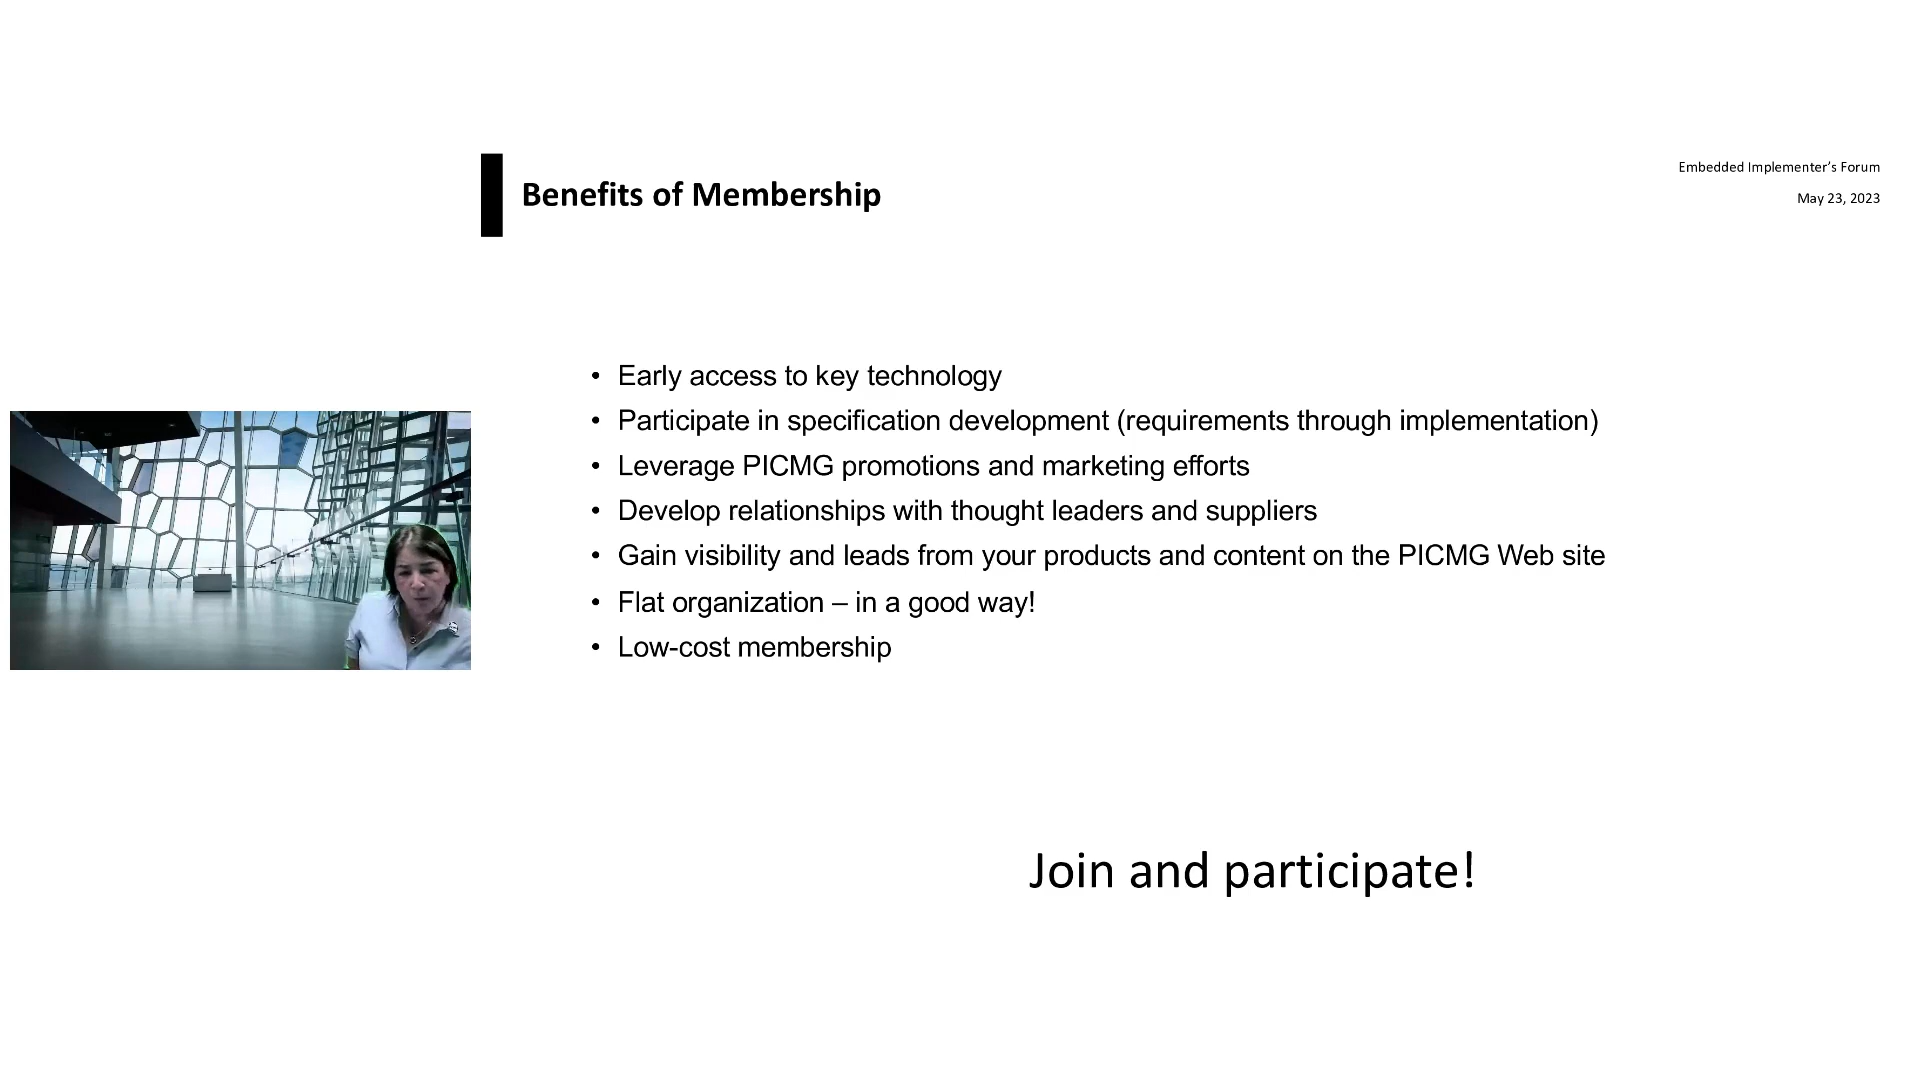 Benefits of Membership
Embedded Implementer’s Forum
May 23, 2023
• Early access to key technology
• Participate in specification development (requirements through implementation)
• Leverage PICMG promotions and marketing efforts
• Develop relationships with thought leaders and suppliers
• Gain visibility and leads from your products and content on the PICMG Web site
• Flat organization – in a good way!
• Low-cost membership
Join and participate!